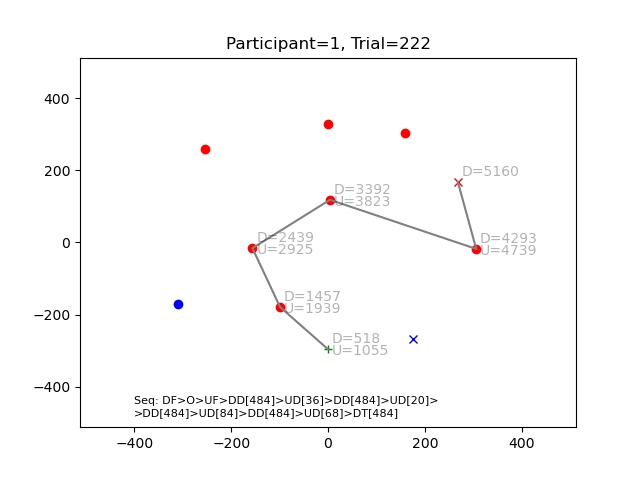 Participant=1, Trial=222
400
200
0
−200
−400
D=5160
D=3392
U=3823
D=2439
U=2925
D=4293
U=4739
D=1457
U=1939
D=518
U=1055
Seq: DF>O>UF>DD[484]>UD[36]>DD[484]>UD[20]>
>DD[484]>UD[84]>DD[484]>UD[68]>DT[484]
−400 −200 0 200 400